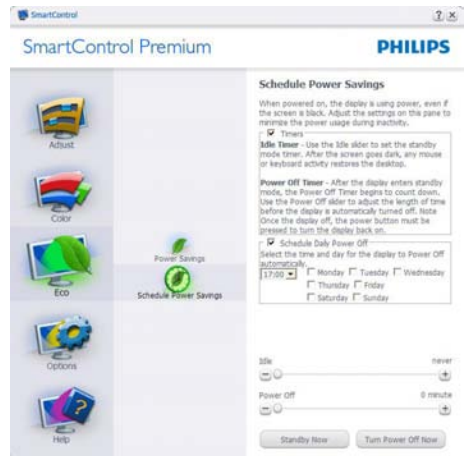 SmartControl
SmartControl Premium
PHILIPS
Adjust
Color
Eco
Options
Help
Power Savings
Schedule Power Savings
Schedule Power Savings
When powered on, the display is using power, even if
the screen is black. Adjust the settings on this pane to
minimize the power usage during inactivity.
Timers
Idle Timer - Use the Idle slider to set the standby
mode timer. After the screen goes dark, any mouse
or keyboard activity restores the desktop.
Power Off Timer - After the display enters standby
mode, the Power Off Timer begins to count down.
Use the Power Off slider to adjust the length of time
before the display is automatically turned off. Note
Once the display off, the power button must be
pressed to turn the display back on.
Schedule Daily Power Off
Select the time and day for the display to Power Off
automatically.
17:00 Monday Tuesday Wednesday
Thursday Friday
Saturday Sunday
Idle never
Power Off 0 minute
Standby Now Turn Power Off Now